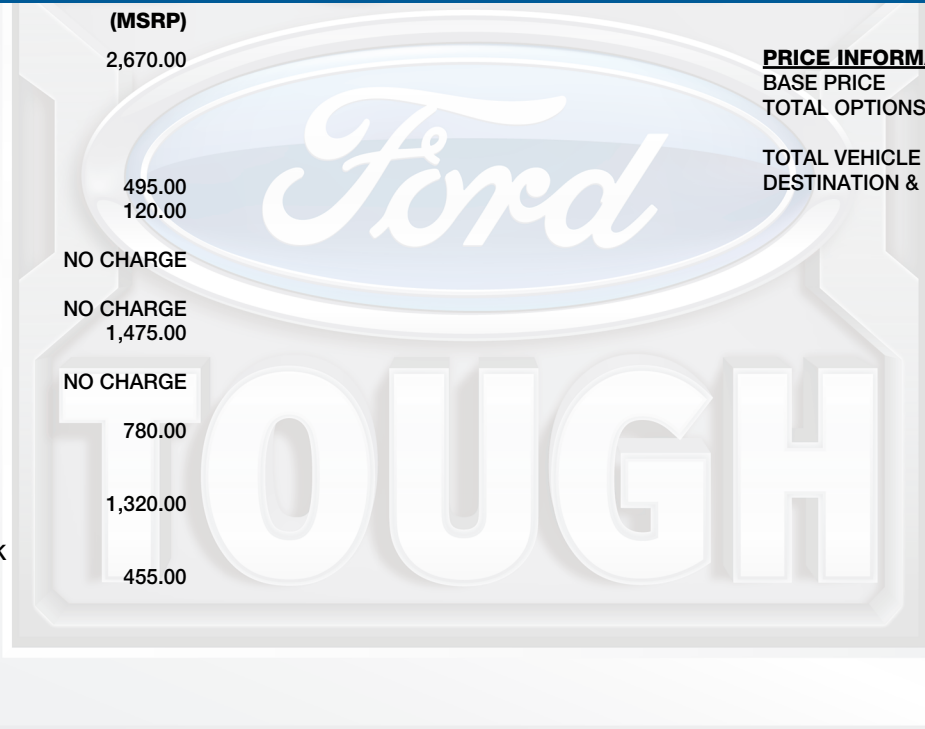 (MSRP)
2,670.00
495.00
120.00
NO CHARGE
NO CHARGE
1,475.00
NO CHARGE
780.00
1,320.00
455.00
PRICE INFORM
BASE PRICE
TOTAL OPTIONS
TOTAL VEHICLE
DESTINATION &
Ford
TOUGH